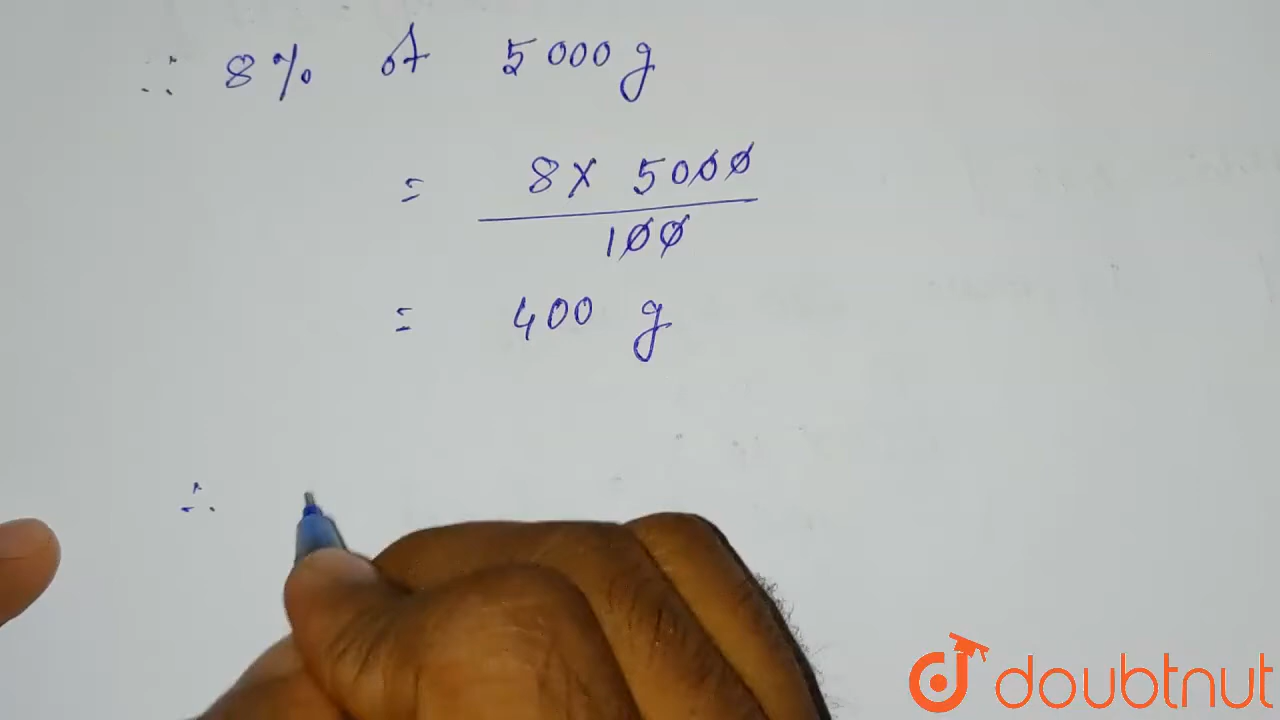 ∴ 8% of 5000 g
= 8 x 5000
100
= 400 g
∴
doubtnut